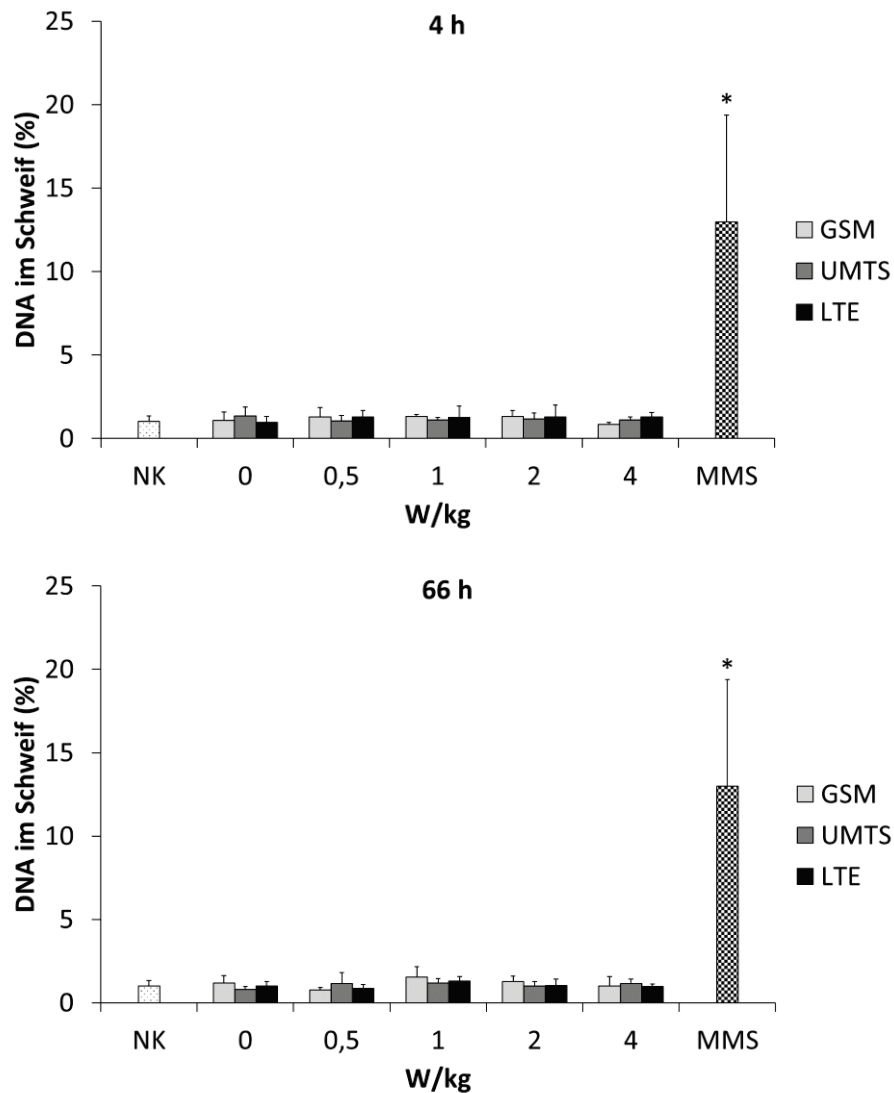 4 h
25
20
15
10
5
0
DNA im Schweif (%)
*
GSM
UMTS
LTE
NK 0 0,5 1 2 4 MMS
W/kg
66 h
25
20
15
10
5
0
DNA im Schweif (%)
*
GSM
UMTS
LTE
NK 0 0,5 1 2 4 MMS
W/kg